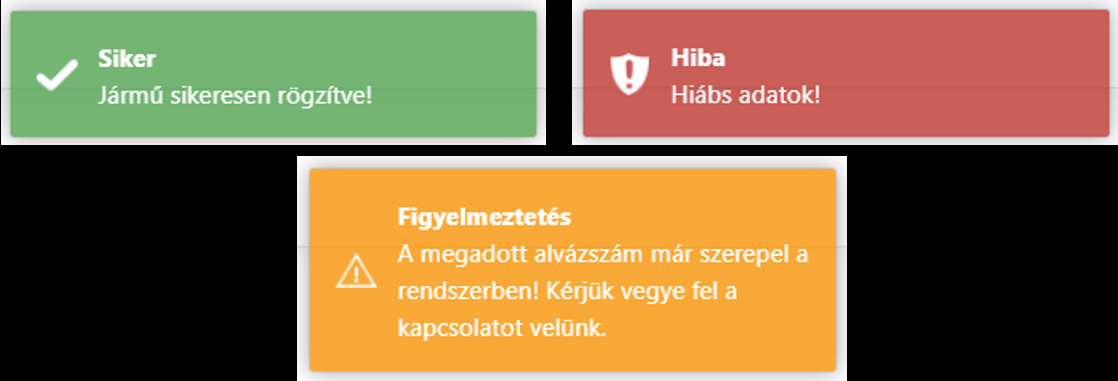 Siker
Jármű sikeresen rögzítve!
Hiba
Hiábs adatok!
Figyelmeztetés
A megadott alvázszám már szerepel a
rendszerben! Kérjük vegye fel a
kapcsolatot velünk.